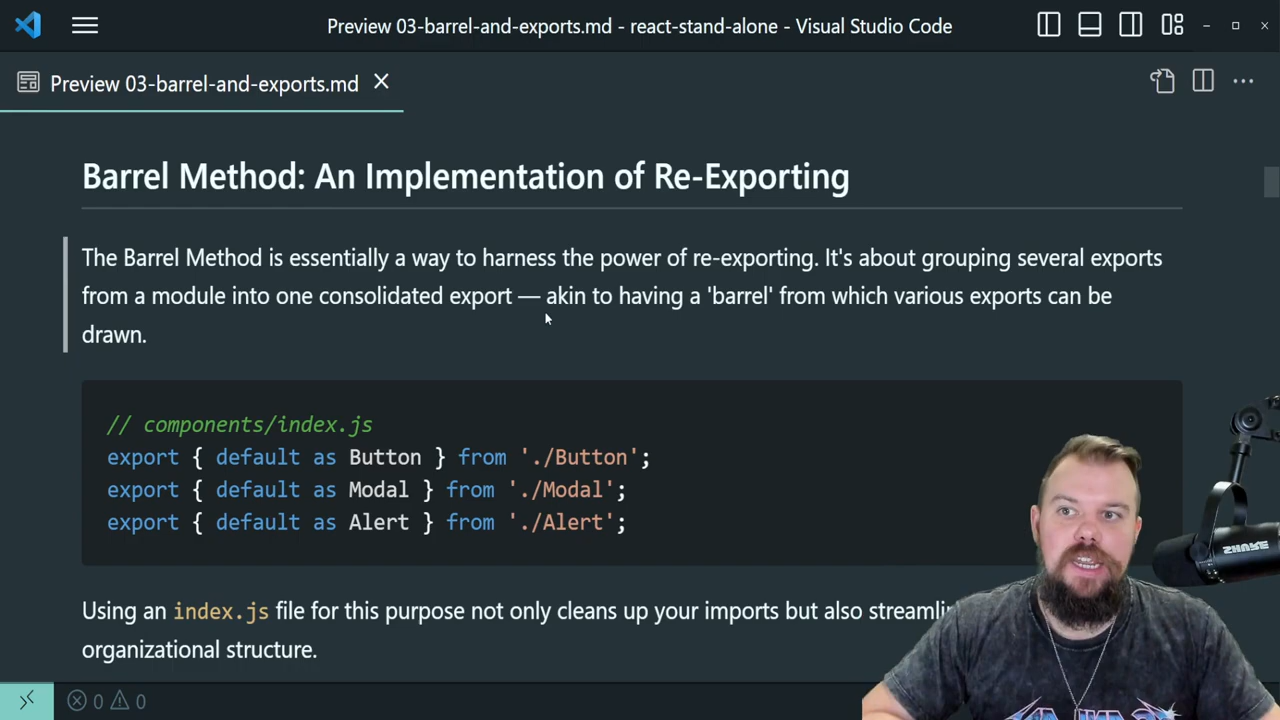 Preview 03-barrel-and-exports.md - react-stand-alone - Visual Studio Code
Preview 03-barrel-and-exports.md
Barrel Method: An Implementation of Re-Exporting
The Barrel Method is essentially a way to harness the power of re-exporting. It's about grouping several exports
from a module into one consolidated export — akin to having a 'barrel' from which various exports can be
drawn.
// components/index.js
export { default as Button } from './Button';
export { default as Modal } from './Modal';
export { default as Alert } from './Alert';
Using an index.js file for this purpose not only cleans up your imports but also
organizational structure.
0 0
SHURE